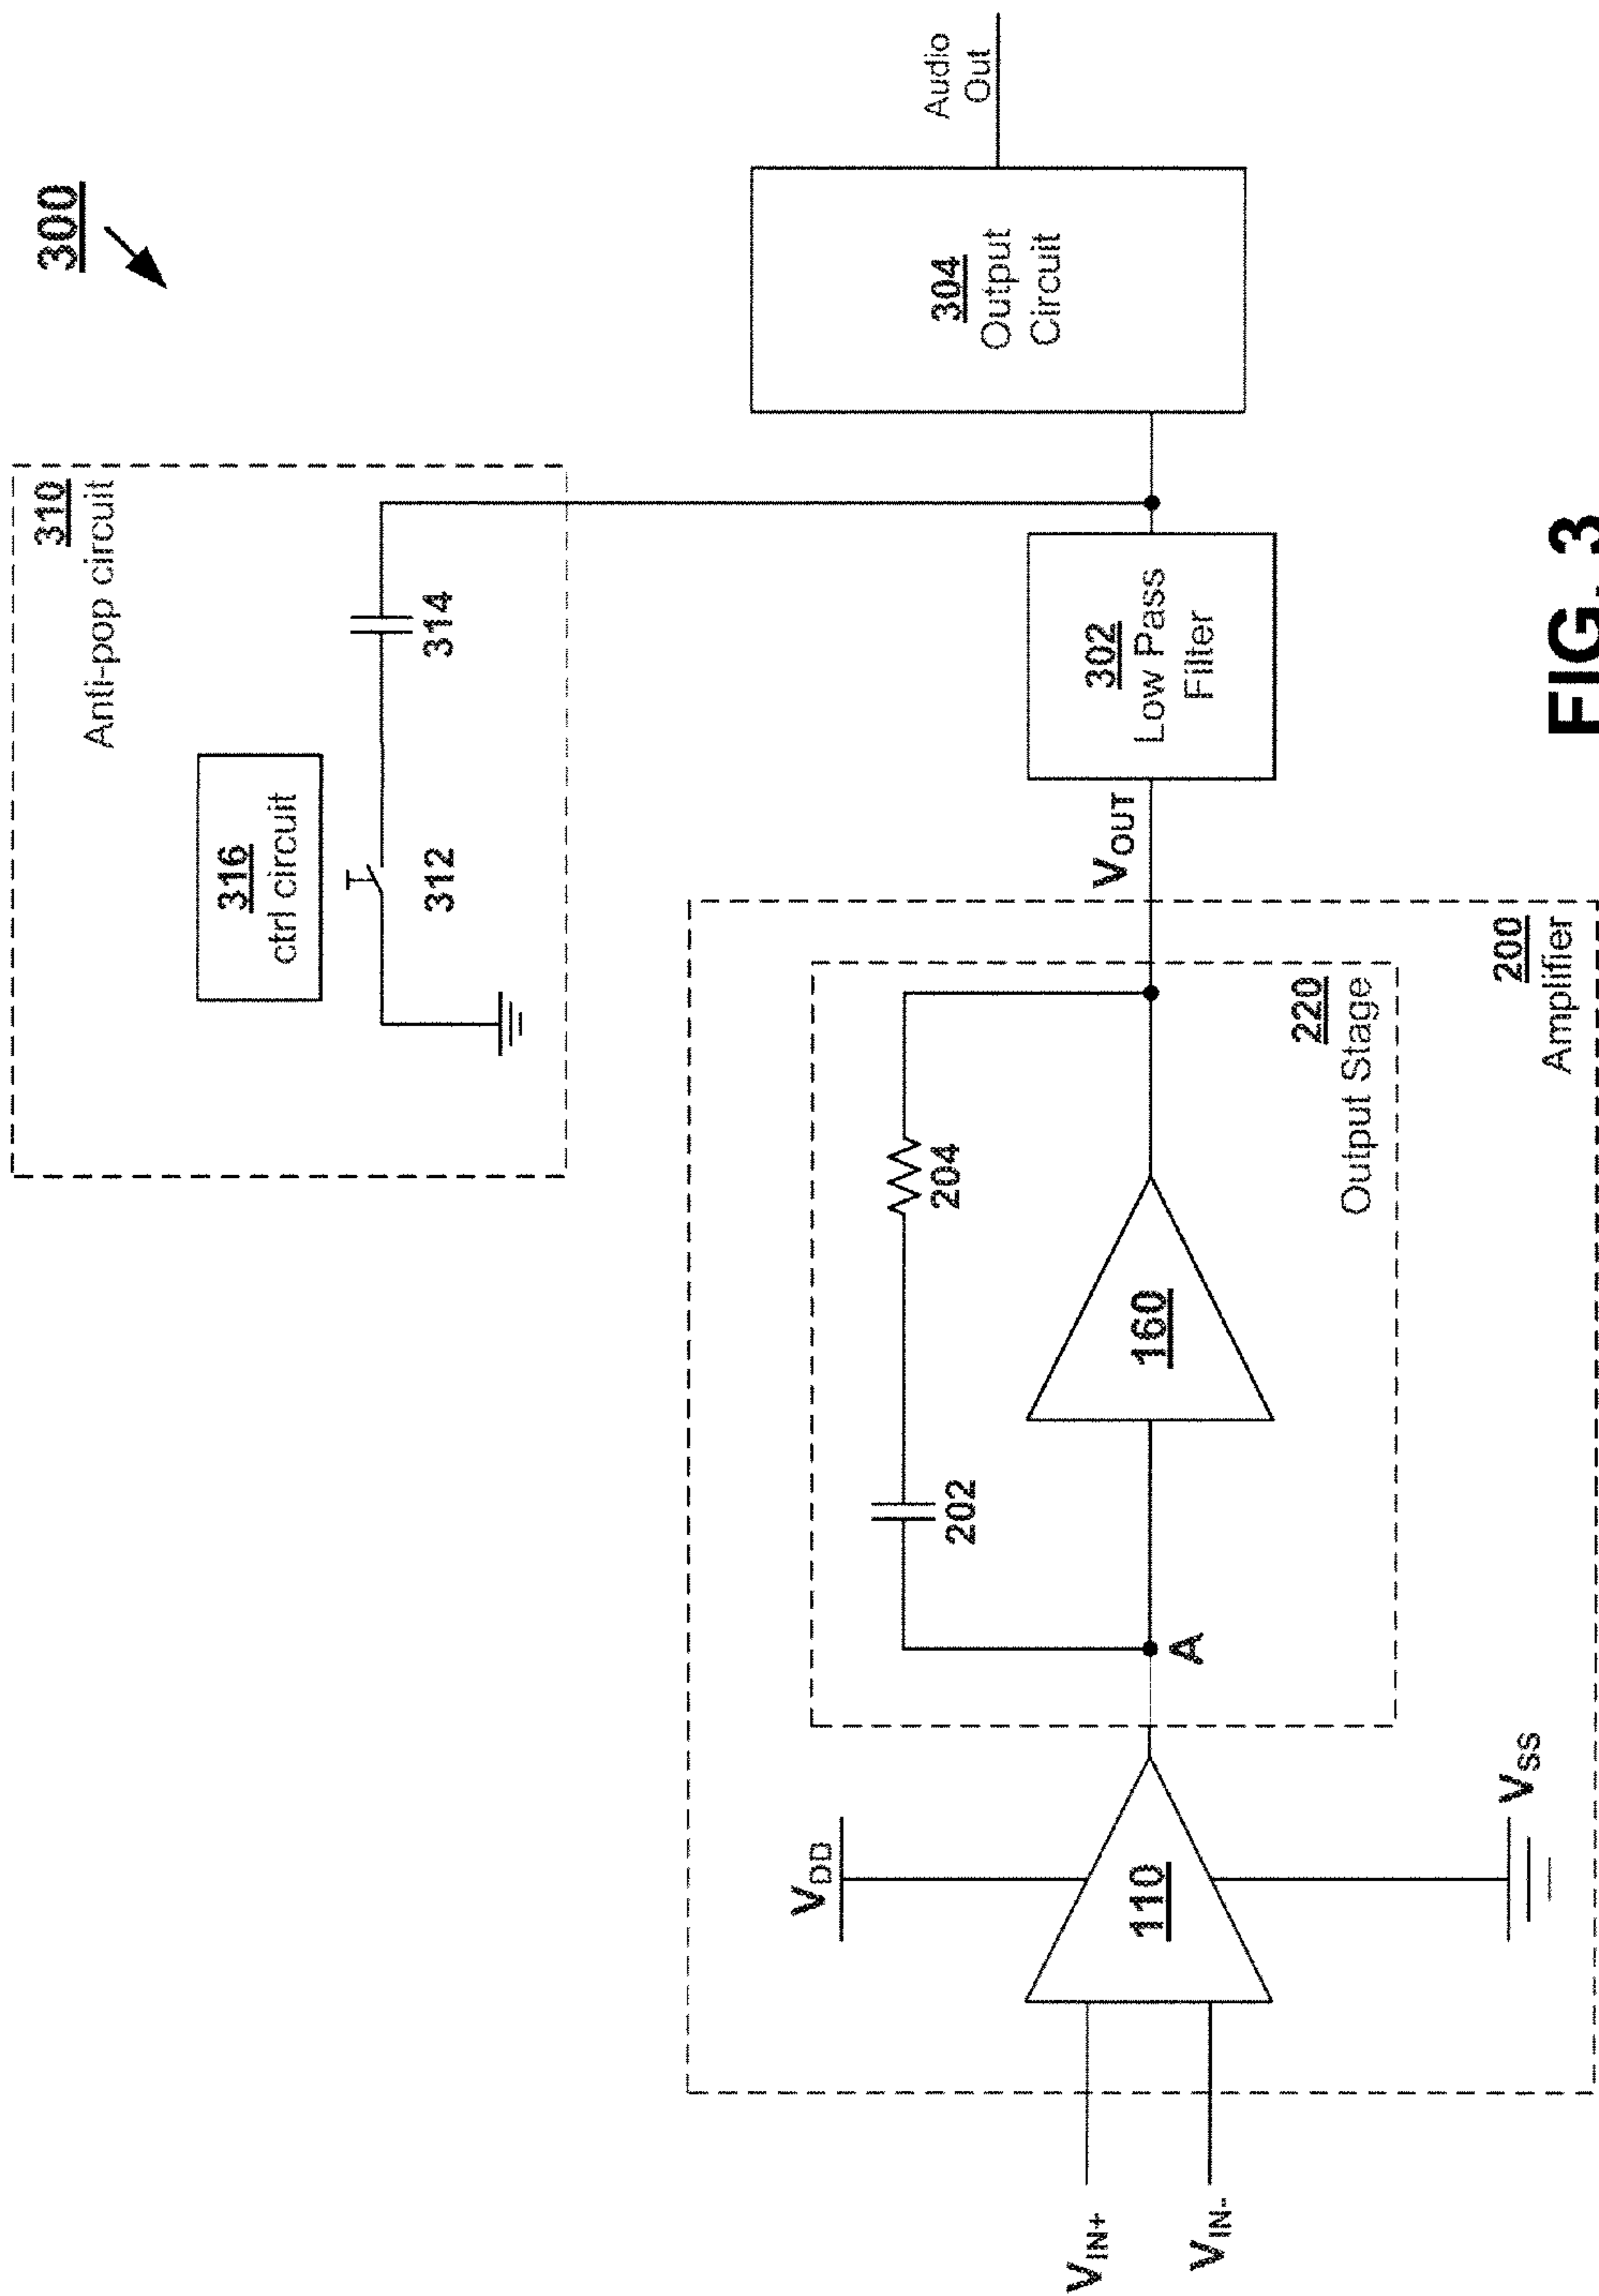 300
310
Anti-pop circuit
316
ctrl circuit
312
314
Audio
Out
304
Output
Circuit
302
Low Pass
Filter
VOUT
VDD
VIN+
VIN-
110
VSS
A
202
204
160
220
Output Stage
200
Amplifier
FIG. 3